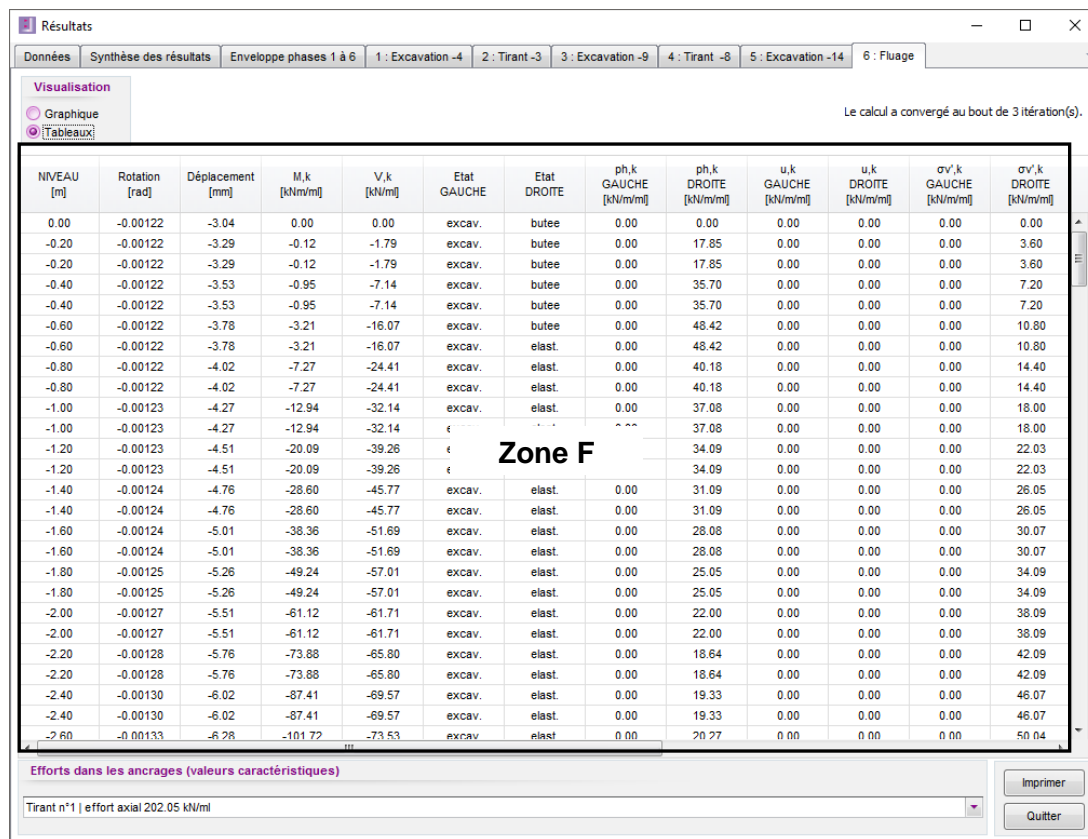 Résultats
Données Synthèse des résultats Enveloppe phases 1 à 6 1 : Excavation -4 2 : Tirant -3 3 : Excavation -9 4 : Tirant -8 5 : Excavation -14 6 : Fluage
Visualisation
Graphique
Tableaux
Le calcul a convergé au bout de 3 itération(s).
NIVEAU [m] Rotation [rad] Déplacement [mm] M,k [kNm/ml] V,k [kN/ml] Etat GAUCHE Etat DROITE ph,k GAUCHE [kN/m/ml] ph,k DROITE [kN/m/ml] u,k GAUCHE [kN/m/ml] u,k DROITE [kN/m/ml] σv',k GAUCHE [kN/m/ml] σv',k DROITE [kN/m/ml]
0.00 -0.00122 -3.04 0.00 0.00 excav. butee 0.00 0.00 0.00 0.00 0.00 0.00
-0.20 -0.00122 -3.29 -0.12 -1.79 excav. butee 0.00 17.85 0.00 0.00 0.00 3.60
-0.20 -0.00122 -3.29 -0.12 -1.79 excav. butee 0.00 17.85 0.00 0.00 0.00 3.60
-0.40 -0.00122 -3.53 -0.95 -7.14 excav. butee 0.00 35.70 0.00 0.00 0.00 7.20
-0.40 -0.00122 -3.53 -0.95 -7.14 excav. butee 0.00 35.70 0.00 0.00 0.00 7.20
-0.60 -0.00122 -3.78 -3.21 -16.07 excav. butee 0.00 48.42 0.00 0.00 0.00 10.80
-0.60 -0.00122 -3.78 -3.21 -16.07 excav. elast. 0.00 48.42 0.00 0.00 0.00 10.80
-0.80 -0.00122 -4.02 -7.27 -24.41 excav. elast. 0.00 40.18 0.00 0.00 0.00 14.40
-0.80 -0.00122 -4.02 -7.27 -24.41 excav. elast. 0.00 40.18 0.00 0.00 0.00 14.40
-1.00 -0.00123 -4.27 -12.94 -32.14 excav. elast. 0.00 37.08 0.00 0.00 0.00 18.00
-1.00 -0.00123 -4.27 -12.94 -32.14 37.08 0.00 0.00 0.00 18.00
-1.20 -0.00123 -4.51 -20.09 -39.26 34.09 0.00 0.00 0.00 22.03
Zone F
-1.20 -0.00123 -4.51 -20.09 -39.26 34.09 0.00 0.00 0.00 22.03
-1.40 -0.00124 -4.76 -28.60 -45.77 excav. elast. 0.00 31.09 0.00 0.00 0.00 26.05
-1.40 -0.00124 -4.76 -28.60 -45.77 excav. elast. 0.00 31.09 0.00 0.00 0.00 26.05
-1.60 -0.00124 -5.01 -38.36 -51.69 excav. elast. 0.00 28.08 0.00 0.00 0.00 30.07
-1.60 -0.00124 -5.01 -38.36 -51.69 excav. elast. 0.00 28.08 0.00 0.00 0.00 30.07
-1.80 -0.00125 -5.26 -49.24 -57.01 excav. elast. 0.00 25.05 0.00 0.00 0.00 34.09
-1.80 -0.00125 -5.26 -49.24 -57.01 excav. elast. 0.00 25.05 0.00 0.00 0.00 34.09
-2.00 -0.00127 -5.51 -61.12 -61.71 excav. elast. 0.00 22.00 0.00 0.00 0.00 38.09
-2.00 -0.00127 -5.51 -61.12 -61.71 excav. elast. 0.00 22.00 0.00 0.00 0.00 38.09
-2.20 -0.00128 -5.76 -73.88 -65.80 excav. elast. 0.00 18.64 0.00 0.00 0.00 42.09
-2.20 -0.00128 -5.76 -73.88 -65.80 excav. elast. 0.00 18.64 0.00 0.00 0.00 42.09
-2.40 -0.00130 -6.02 -87.41 -69.57 excav. elast. 0.00 19.33 0.00 0.00 0.00 46.07
-2.40 -0.00130 -6.02 -87.41 -69.57 excav. elast. 0.00 19.33 0.00 0.00 0.00 46.07
-2.60 -0.00133 -6.28 -101.72 -73.53 excav. elast. 0.00 20.27 0.00 0.00 0.00 50.04
Efforts dans les ancrages (valeurs caractéristiques)
Tirant n°1 | effort axial 202.05 kN/ml
Imprimer
Quitter